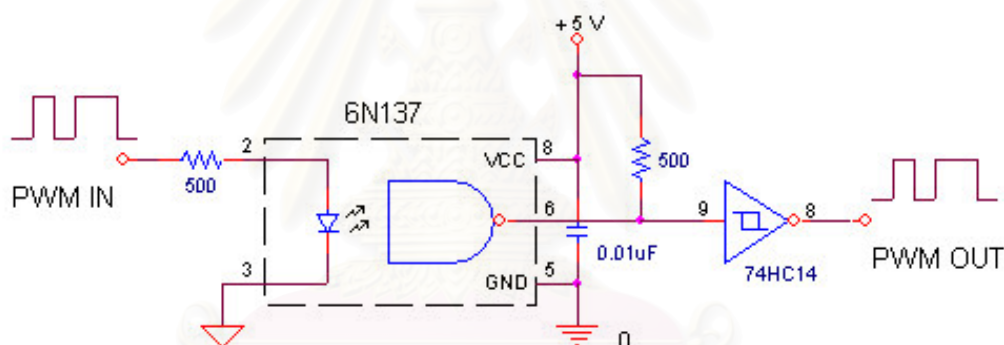 +5 V
6N137
2
8
VCC
500
500
PWM IN
6
9
8
0.01uF
PWM OUT
3
5
GND
74HC14
0